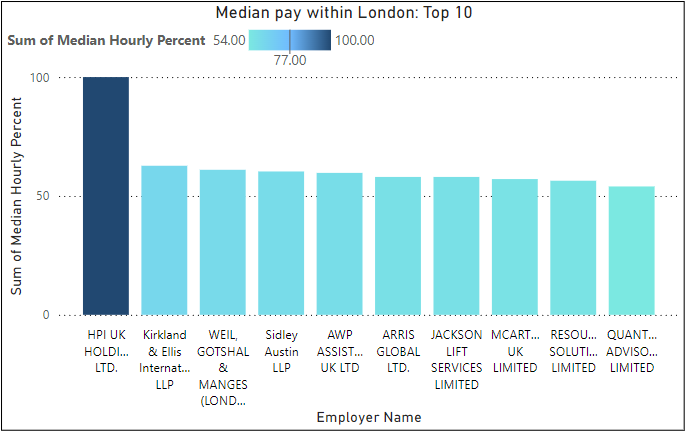 Median pay within London: Top 10
Sum of Median Hourly Percent 54.00 100.00
77.00
Sum of Median Hourly Percent
100
50
0
HPI UK
HOLDI...
LTD.
Kirkland
& Ellis
Internat...
LLP
WEIL,
GOTSHAL
&
MANGES
(LOND...
Sidley
Austin
LLP
AWP
ASSIST...
UK LTD
ARRIS
GLOBAL
LTD.
JACKSON
LIFT
SERVICES
LIMITED
MCART...
UK
LIMITED
RESOU...
SOLUTI...
LIMITED
QUANT...
ADVISO...
LIMITED
Employer Name